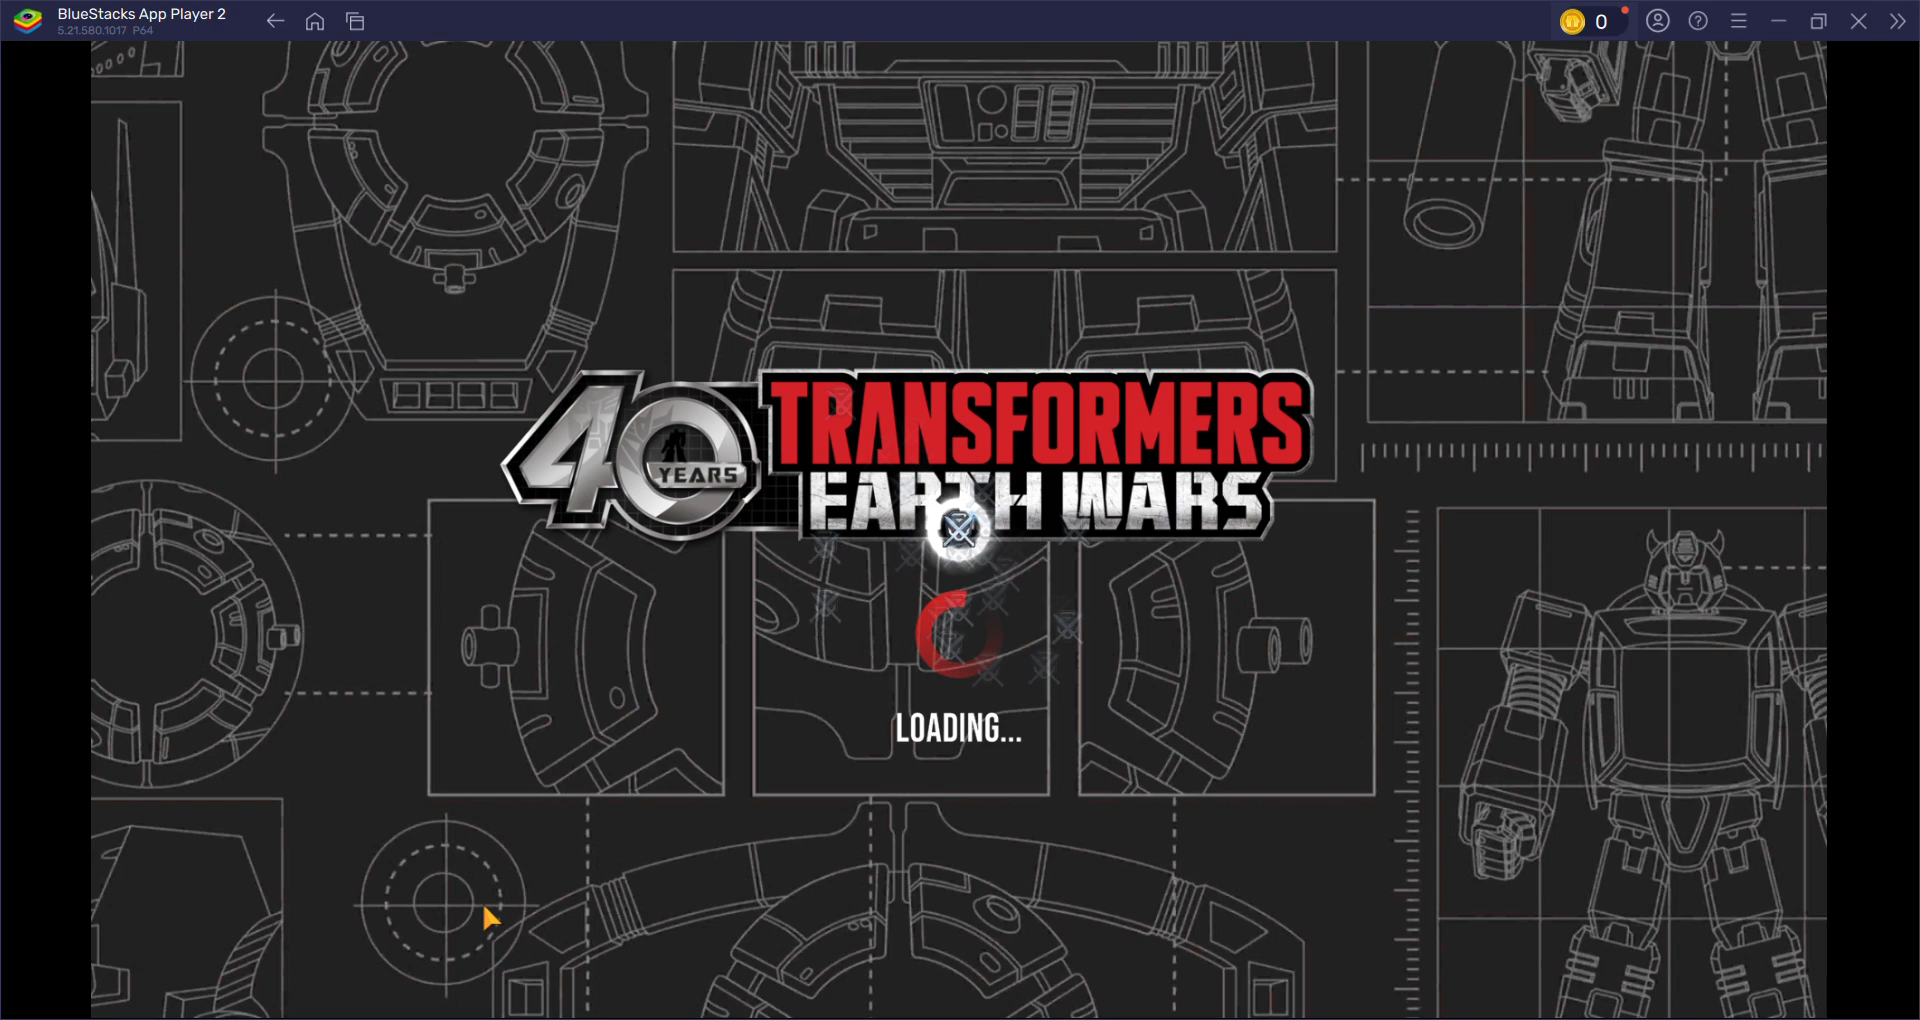 BlueStacks App Player 2
5.21.580.1017 P64
0
40
YEARS
TRANSFORMERS
EARTH WARS
LOADING...